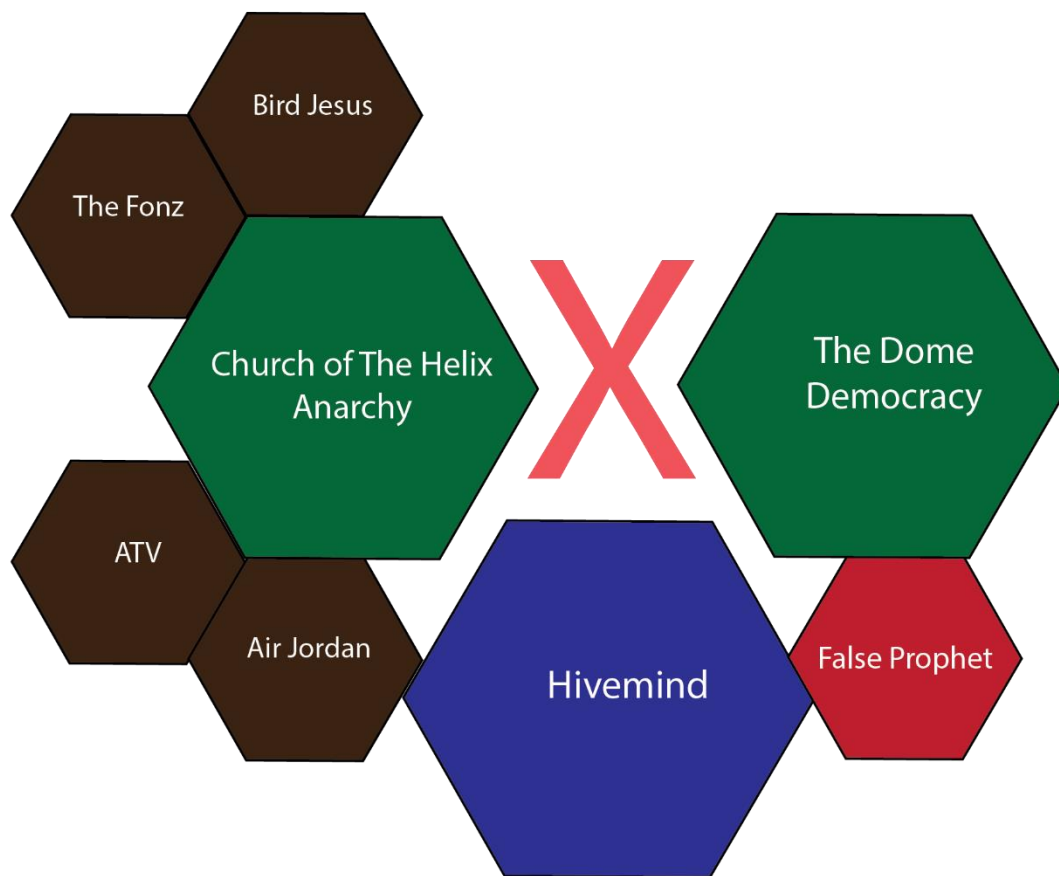 Bird Jesus
The Fonz
Church of The Helix
Anarchy
X
The Dome
Democracy
ATV
Air Jordan
Hivemind
False Prophet